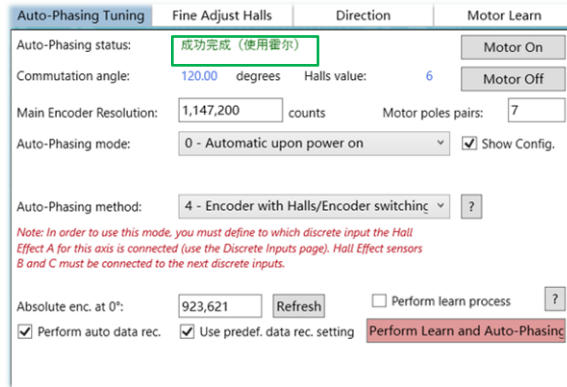 Auto-Phasing Tuning Fine Adjust Halls Direction Motor Learn
Auto-Phasing status: 成功完成（使用霍尔） Motor On
Commutation angle: 120.00 degrees Halls value: 6 Motor Off
Main Encoder Resolution: 1,147,200 counts Motor poles pairs: 7
Auto-Phasing mode: 0 - Automatic upon power on Show Config.
Auto-Phasing method: 4 - Encoder with Halls/Encoder switching ?
Note: In order to use this mode, you must define to which discrete input the Hall
Effect A for this axis is connected (use the Discrete Inputs page). Hall Effect sensors
B and C must be connected to the next discrete inputs.
Absolute enc. at 0°: 923,621 Refresh Perform learn process ?
Perform auto data rec. Use predef. data rec. setting Perform Learn and Auto-Phasing